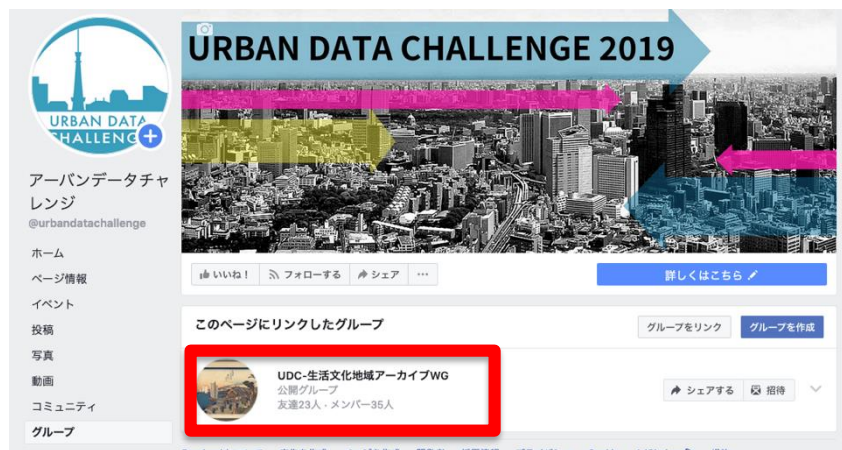 URBAN DATA CHALLENGE 2019
URBAN DATA
CHALLENGE
アーバンデータチャ
レンジ
@urbandatachallenge
ホーム
ページ情報
イベント
投稿
写真
動画
コミュニティ
グループ
いいね！ フォローする シェア ···
詳しくはこちら
このページにリンクしたグループ
グループをリンク グループを作成
UDC-生活文化地域アーカイブWG
公開グループ
友達23人・メンバー35人
シェアする 招待